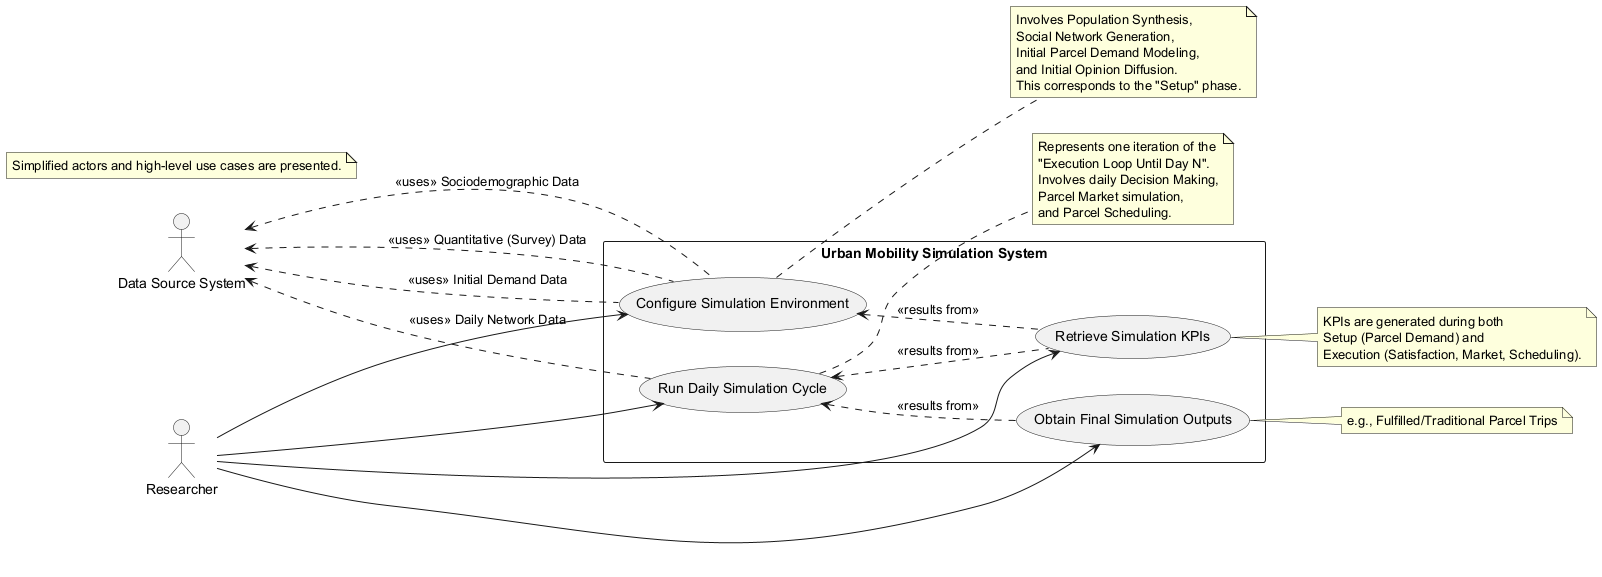 Involves Population Synthesis,
Social Network Generation,
Initial Parcel Demand Modeling,
and Initial Opinion Diffusion.
This corresponds to the "Setup" phase.
Represents one iteration of the
"Execution Loop Until Day N".
Involves daily Decision Making,
Parcel Market simulation,
and Parcel Scheduling.
Simplified actors and high-level use cases are presented.
«uses» Sociodemographic Data
«uses» Quantitative (Survey) Data
«uses» Initial Demand Data
«uses» Daily Network Data
Data Source System
Urban Mobility Simulation System
Configure Simulation Environment
«results from»
Retrieve Simulation KPIs
«results from»
Run Daily Simulation Cycle
«results from»
Obtain Final Simulation Outputs
KPIs are generated during both
Setup (Parcel Demand) and
Execution (Satisfaction, Market, Scheduling).
e.g., Fulfilled/Traditional Parcel Trips
Researcher